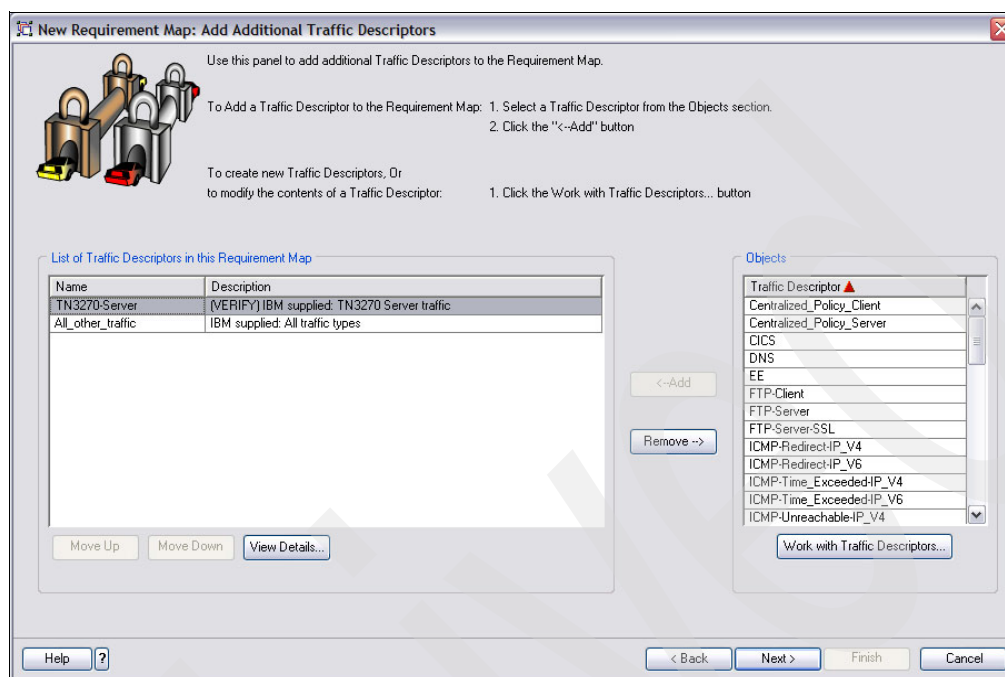 New Requirement Map: Add Additional Traffic Descriptors
Use this panel to add additional Traffic Descriptors to the Requirement Map.
To Add a Traffic Descriptor to the Requirement Map: 1. Select a Traffic Descriptor from the Objects section.
2. Click the "<--Add" button
To create new Traffic Descriptors, Or
to modify the contents of a Traffic Descriptor: 1. Click the Work with Traffic Descriptors... button
List of Traffic Descriptors in this Requirement Map
Name Description
TN3270-Server (VERIFY) IBM supplied: TN3270 Server traffic
All_other_traffic IBM supplied: All traffic types
<--Add
Remove -->
Objects
Traffic Descriptor
Centralized_Policy_Client
Centralized_Policy_Server
CICS
DNS
EE
FTP-Client
FTP-Server
FTP-Server-SSL
ICMP-Redirect-IP_V4
ICMP-Redirect-IP_V6
ICMP-Time_Exceeded-IP_V4
ICMP-Time_Exceeded-IP_V6
ICMP-Unreachable-IP_V4
Move Up Move Down View Details...
Work with Traffic Descriptors...
Help ? < Back Next > Finish Cancel